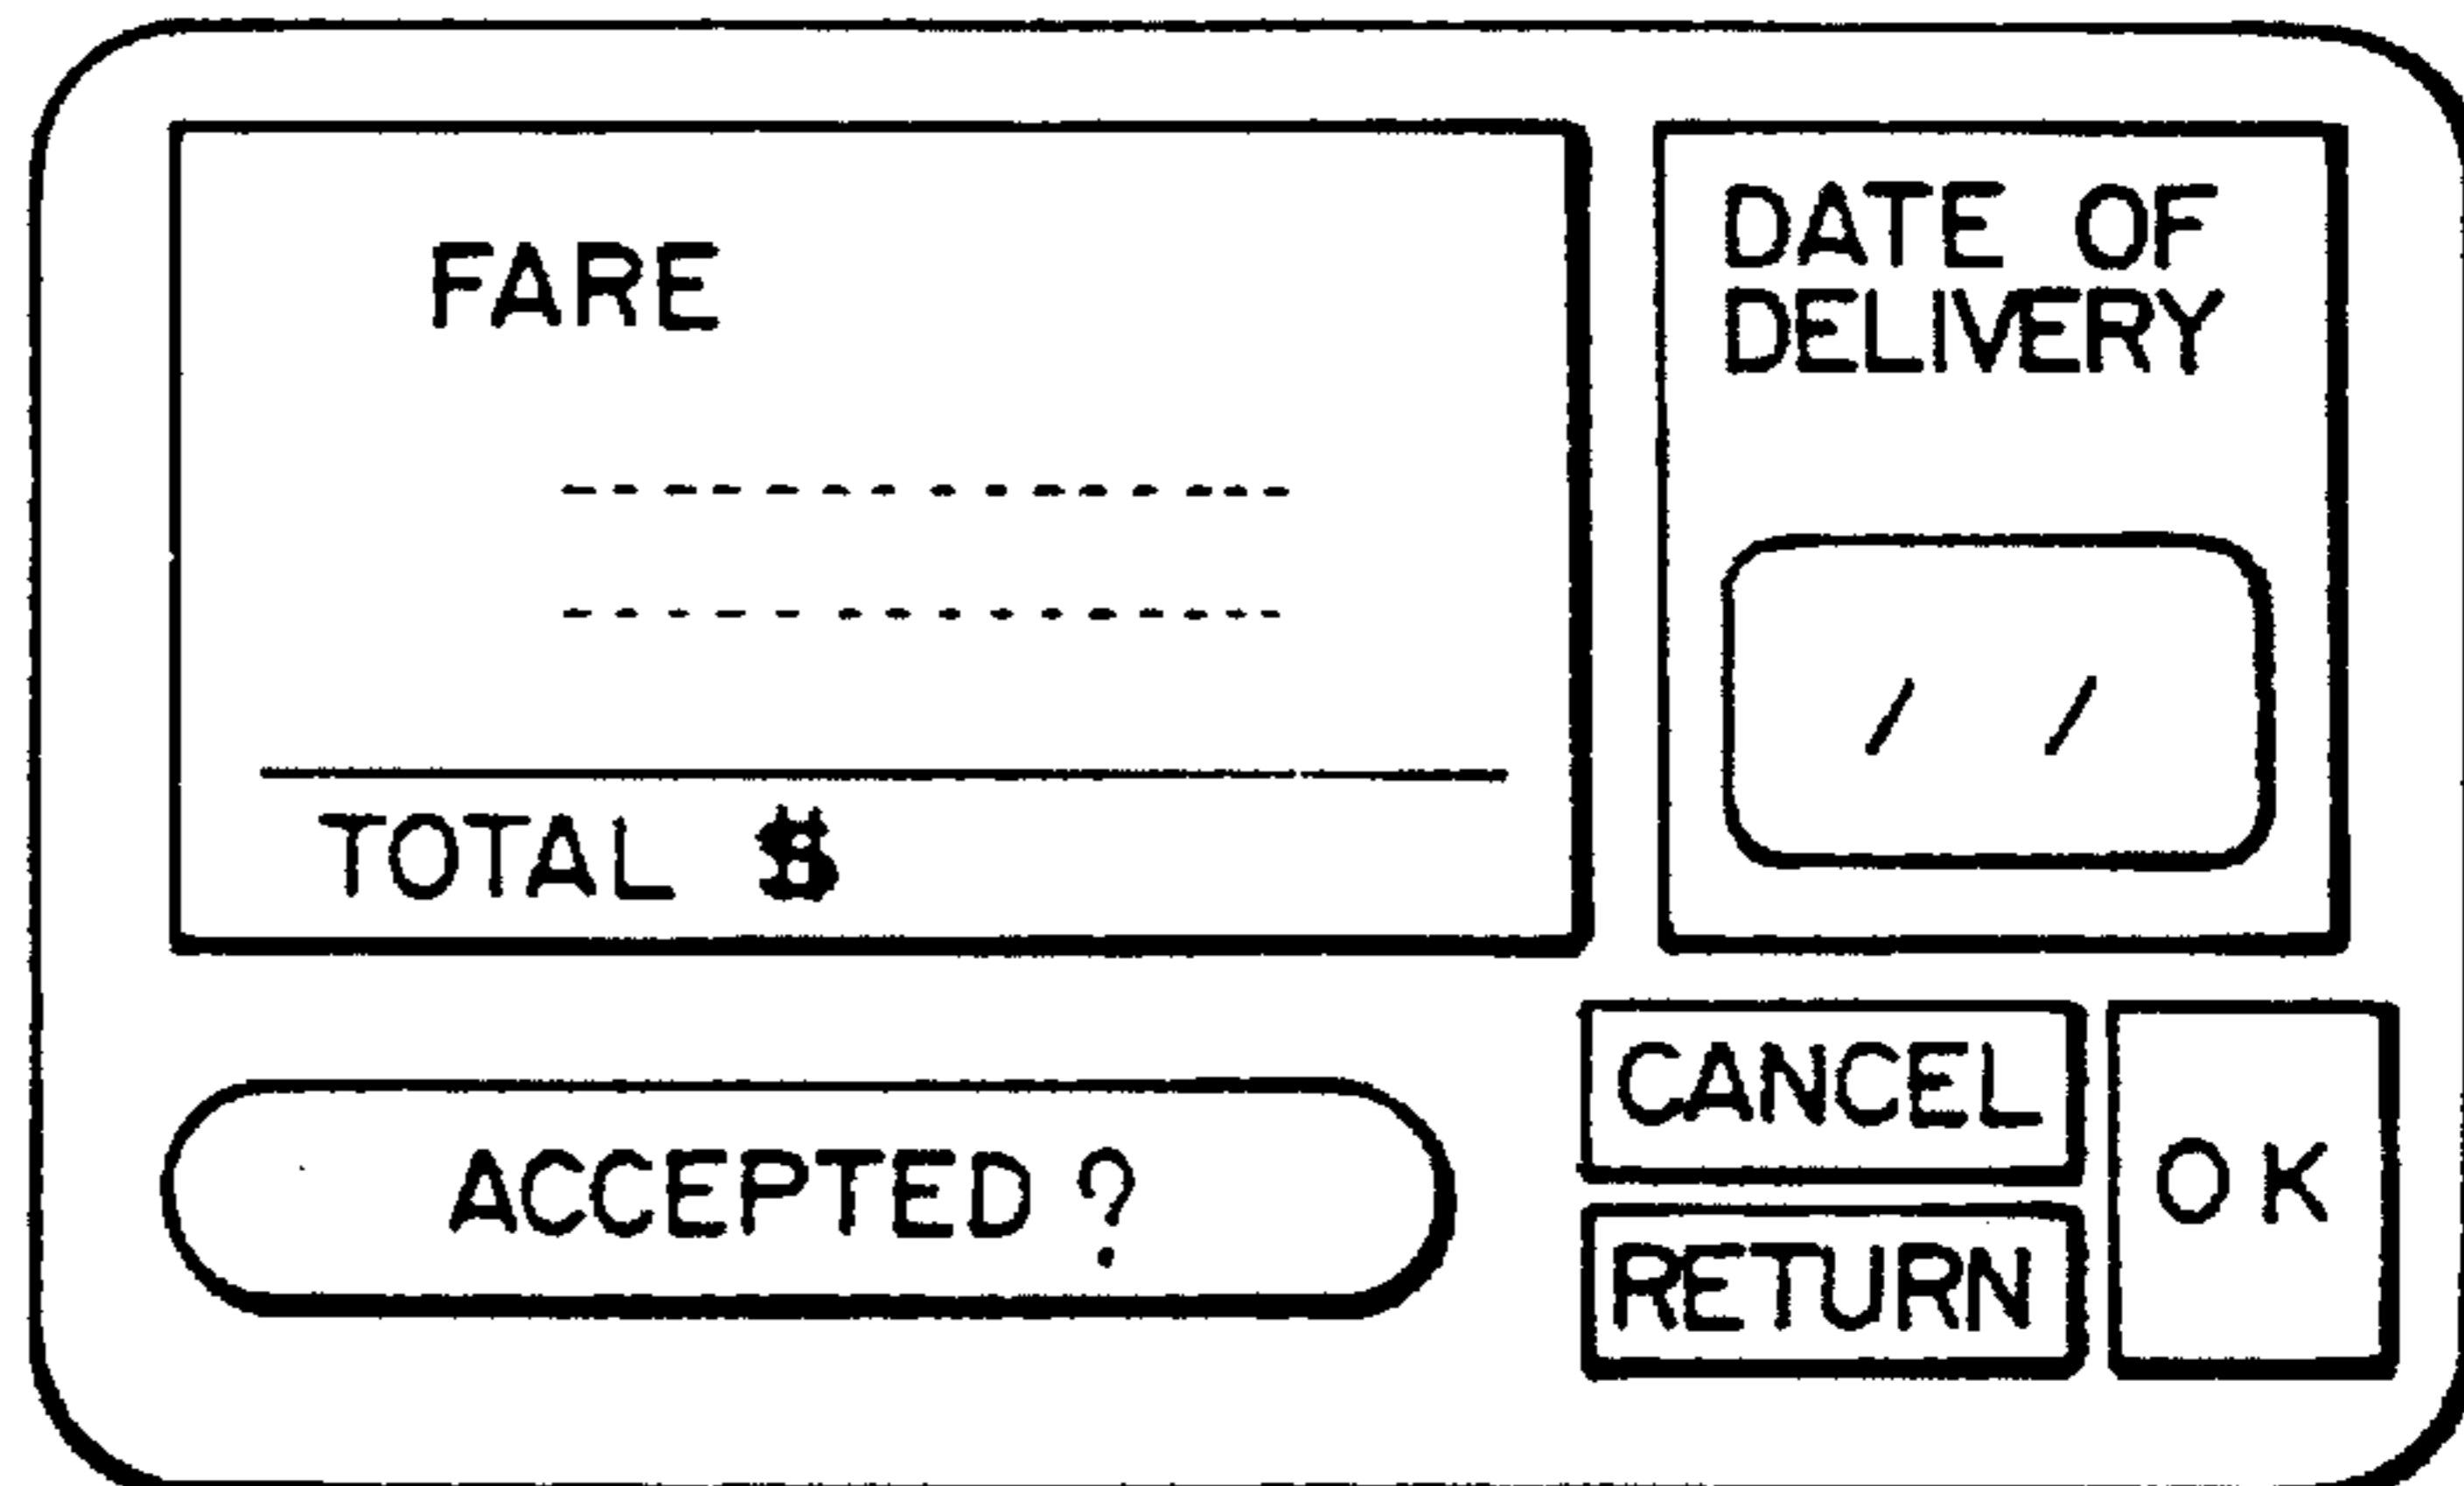 FARE
TOTAL $
DATE OF
DELIVERY
/ /
ACCEPTED ?
CANCEL
RETURN
OK